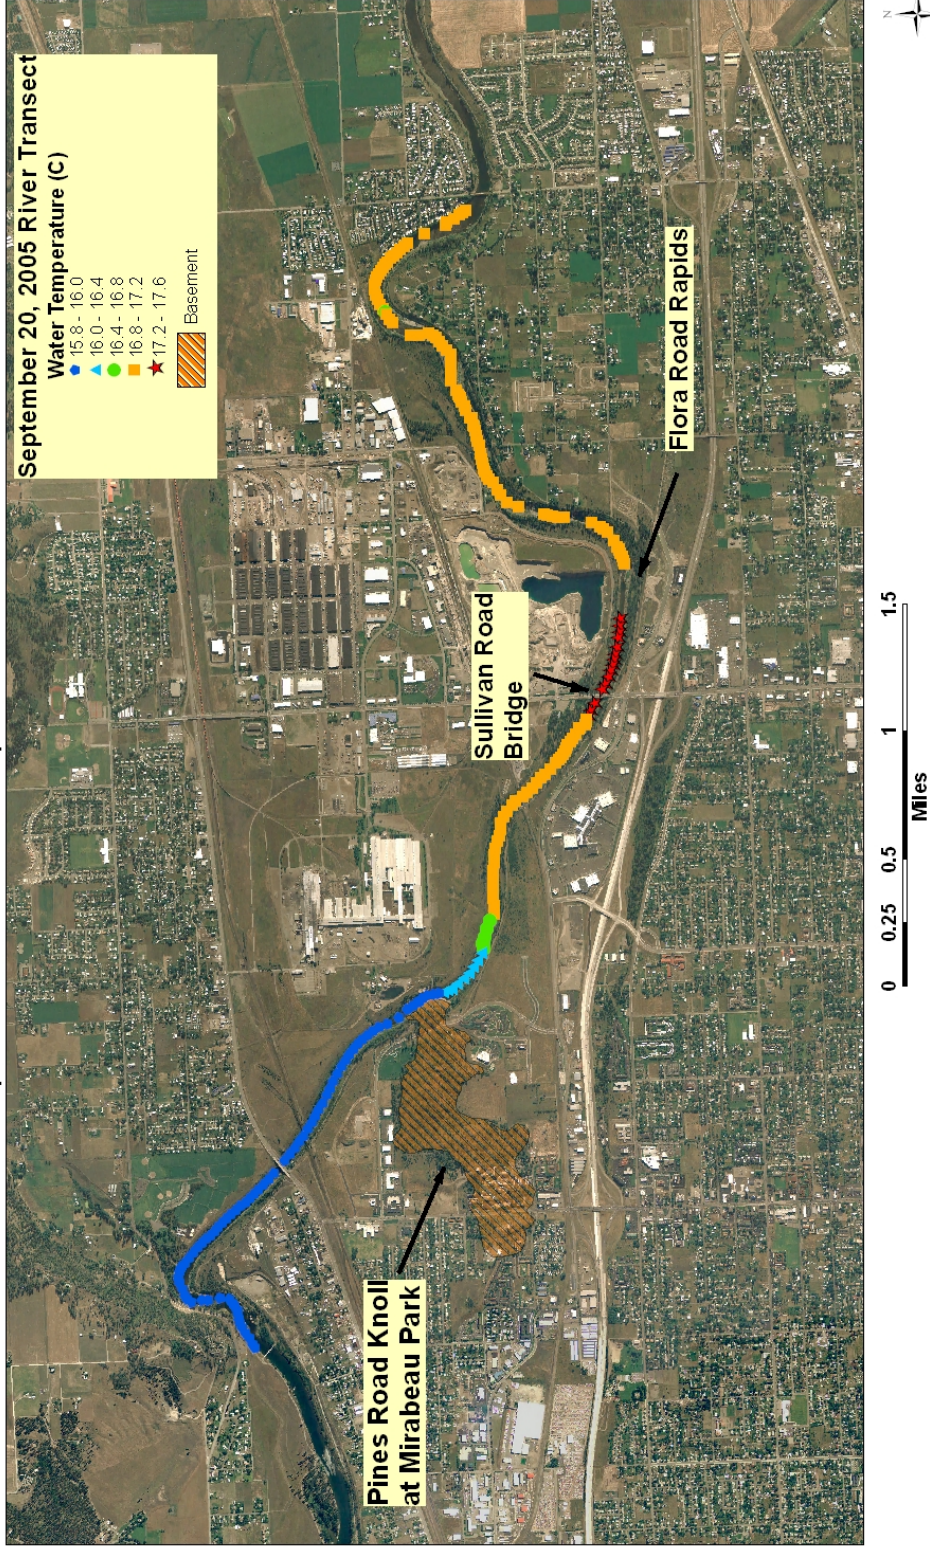 September 20, 2005 River Transect
Water Temperature (C)
15.8 - 16.0
16.0 - 16.4
16.4 - 16.8
16.8 - 17.2
17.2 - 17.6
Basement
Pines Road Knoll
at Mirabeau Park
Sullivan Road
Bridge
Flora Road Rapids
0 0.25 0.5 1 1.5
Miles
N